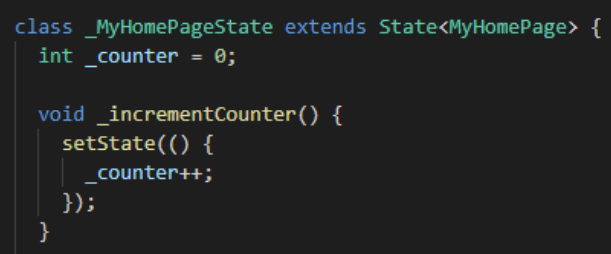 class _MyHomePageState extends State<MyHomePage> {
  int _counter = 0;

  void _incrementCounter() {
    setState(() {
      _counter++;
    });
  }